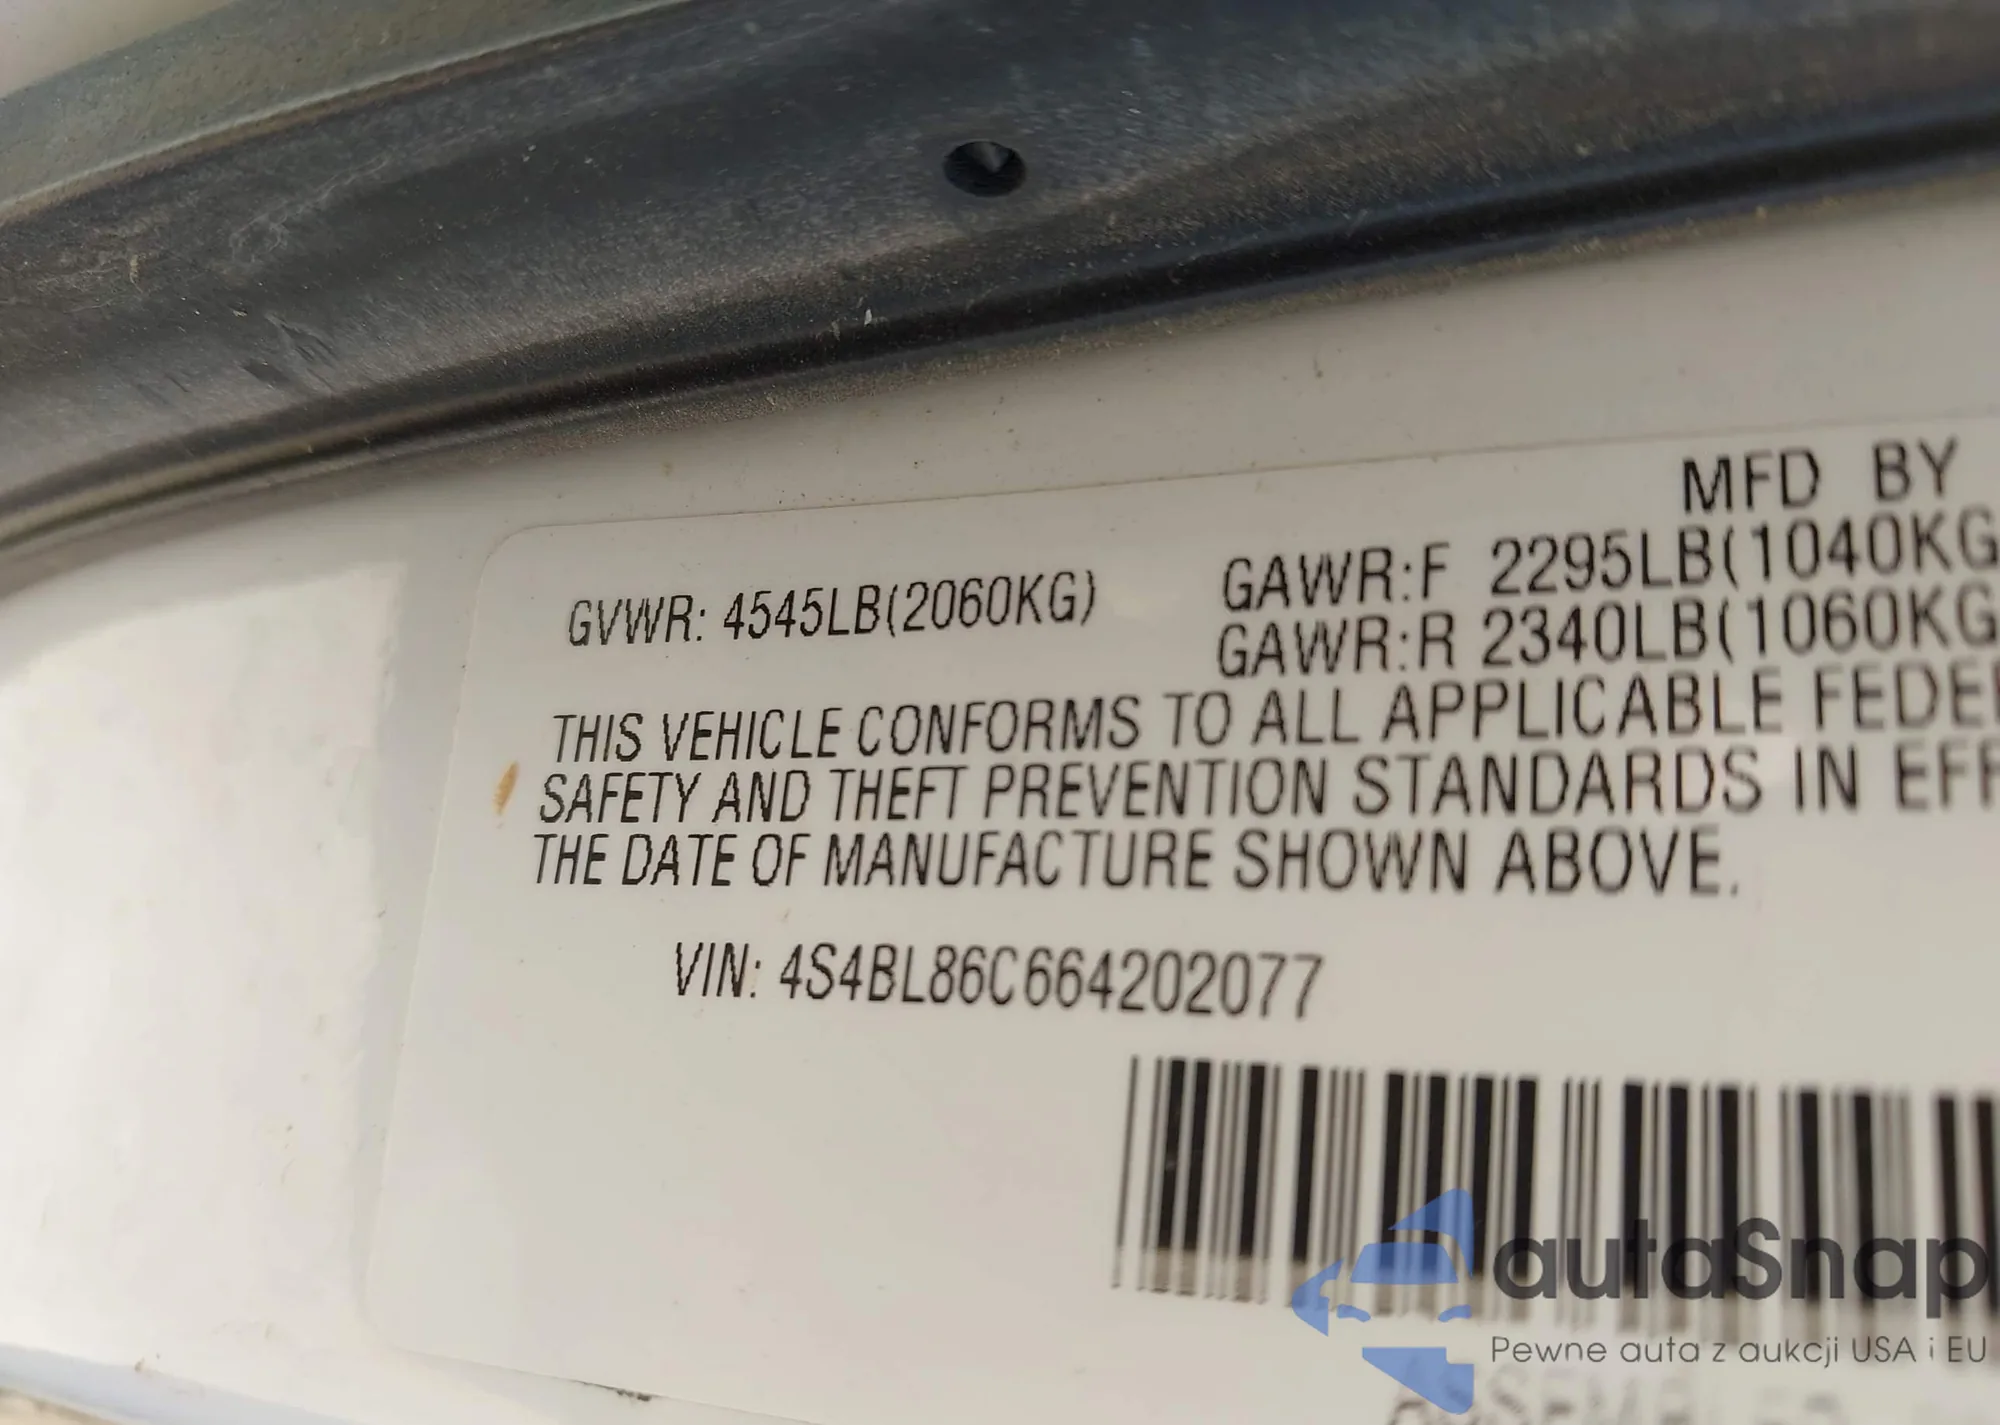 MFD BY
GVWR: 4545LB(2060KG) GAWR:F 2295LB(1040KG
GAWR:R 2340LB(1060KG
THIS VEHICLE CONFORMS TO ALL APPLICABLE FEDE
SAFETY AND THEFT PREVENTION STANDARDS IN EFF
THE DATE OF MANUFACTURE SHOWN ABOVE.
VIN: 4S4BL86C664202077
autaSnap
Pewne auta z aukcji USA i EU